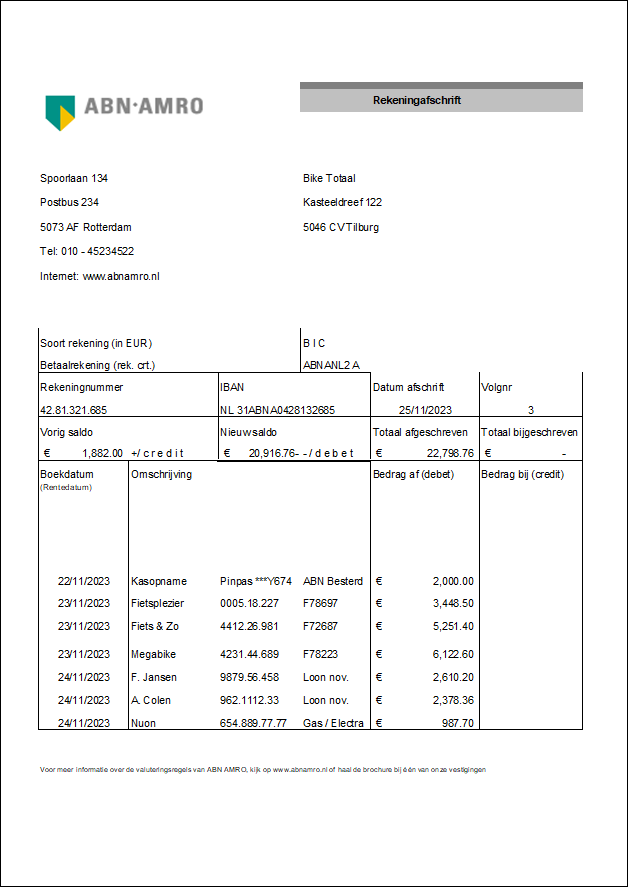 ABN·AMRO
Rekeningafschrift
Spoorlaan 134 Bike Totaal
Postbus 234 Kasteeldreef 122
5073 AF Rotterdam 5046 CVTilburg
Tel: 010 - 45234522
Internet: www.abnamro.nl
Soort rekening (in EUR) B I C
Betaalrekening (rek. crt.) ABNANL2 A
Rekeningnummer IBAN Datum afschrift Volgnr
42.81.321.685 NL 31ABNA0428132685 25/11/2023 3
Vorig saldo Nieuwsaldo Totaal afgeschreven Totaal bijgeschreven
€ 1,882.00 +/ c r e d i t € 20,916.76- - / d e b e t € 22,798.76 € -
Boekdatum Omschrijving Bedrag af (debet) Bedrag bij (credit)
(Rentedatum)
22/11/2023 Kasopname Pinpas ***Y674 ABN Besterd € 2,000.00
23/11/2023 Fietsplezier 0005.18.227 F78697 € 3,448.50
23/11/2023 Fiets & Zo 4412.26.981 F72687 € 5,251.40
23/11/2023 Megabike 4231.44.689 F78223 € 6,122.60
24/11/2023 F. Jansen 9879.56.458 Loon nov. € 2,610.20
24/11/2023 A. Colen 962.1112.33 Loon nov. € 2,378.36
24/11/2023 Nuon 654.889.77.77 Gas / Electra € 987.70
Voor meer informatie over de valuteringsregels van ABN AMRO, kijk op www.abnamro.nl of haal de brochure bij één van onze vestigingen